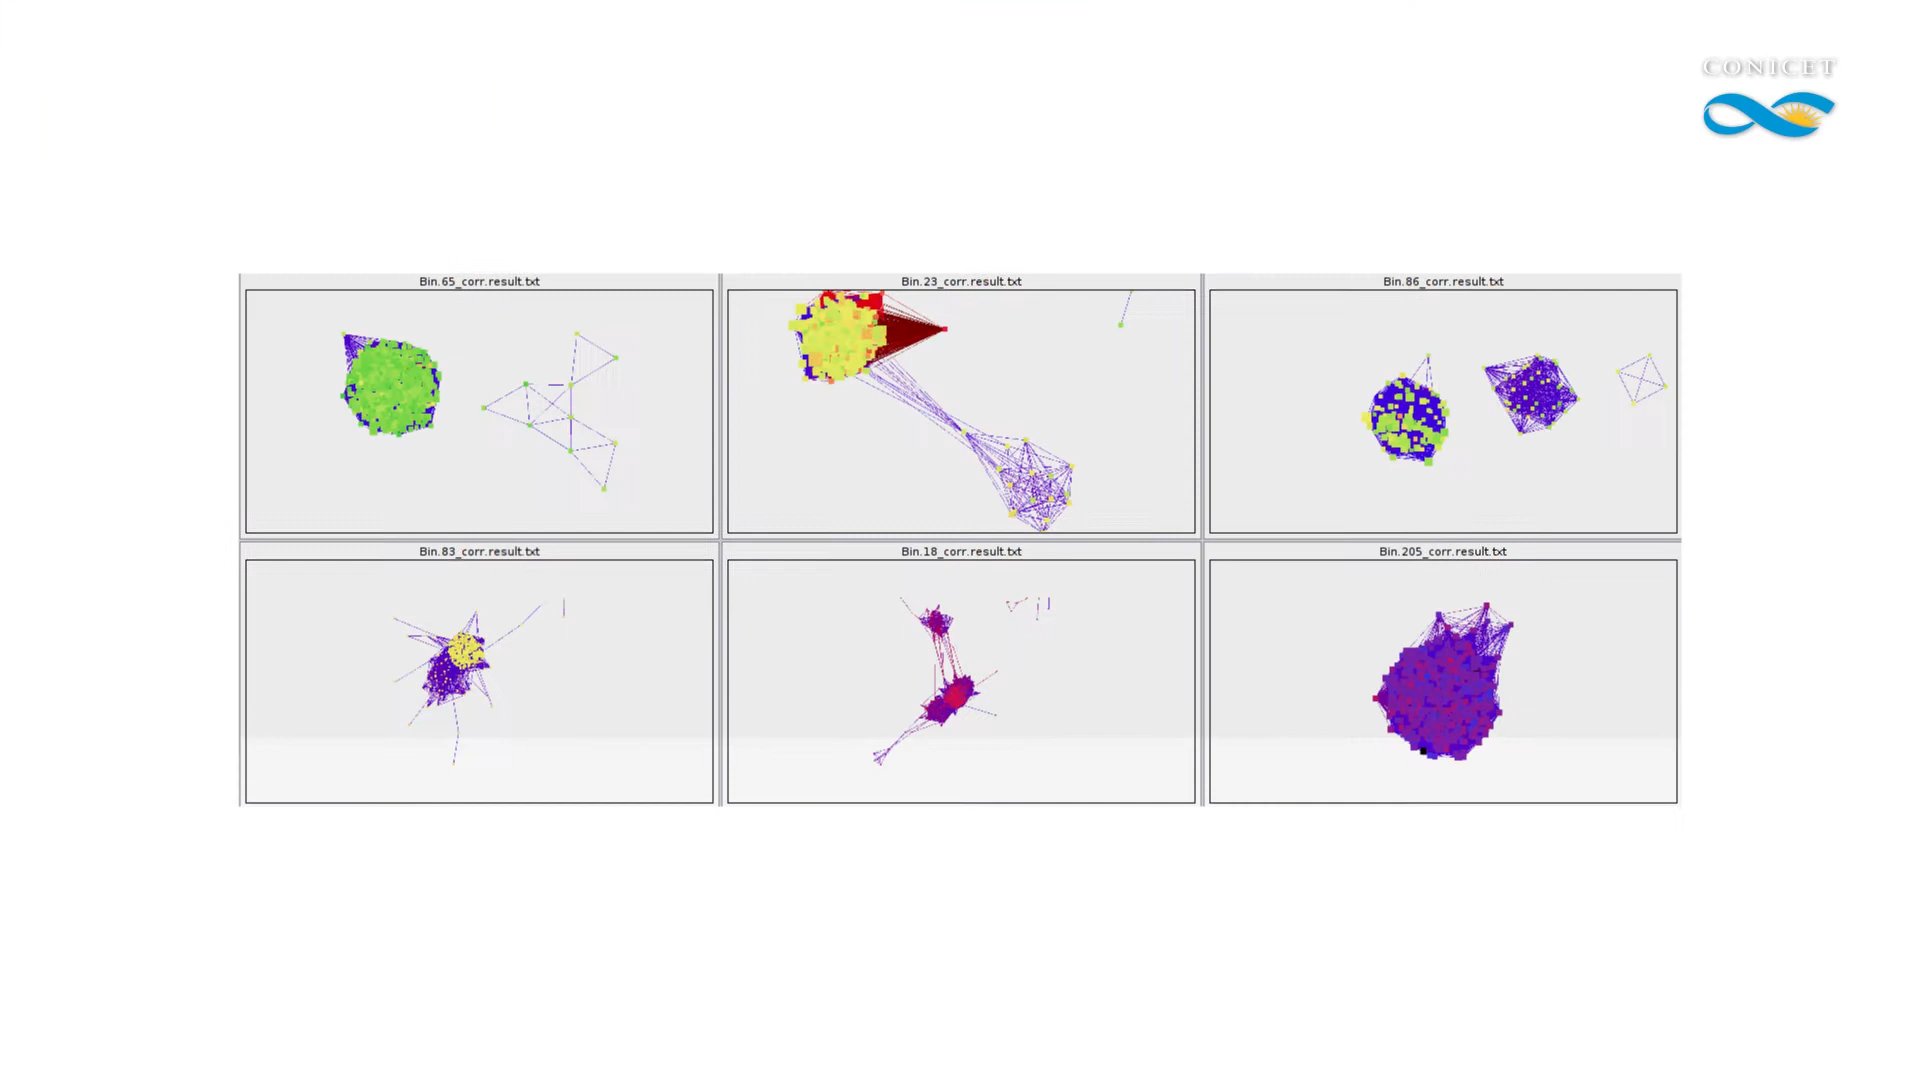 CONICET
Bin.65_corr.result.txt
Bin.23_corr.result.txt
Bin.86_corr.result.txt
Bin.83_corr.result.txt
Bin.18_corr.result.txt
Bin.205_corr.result.txt